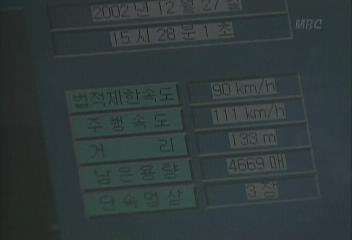 2002년 12월 27일
MBC
15시 28분 1초
법적제한속도 90 km/h
주행속도 111 km/h
거리 133 m
남은용량 4669 매
단속영상 3 장